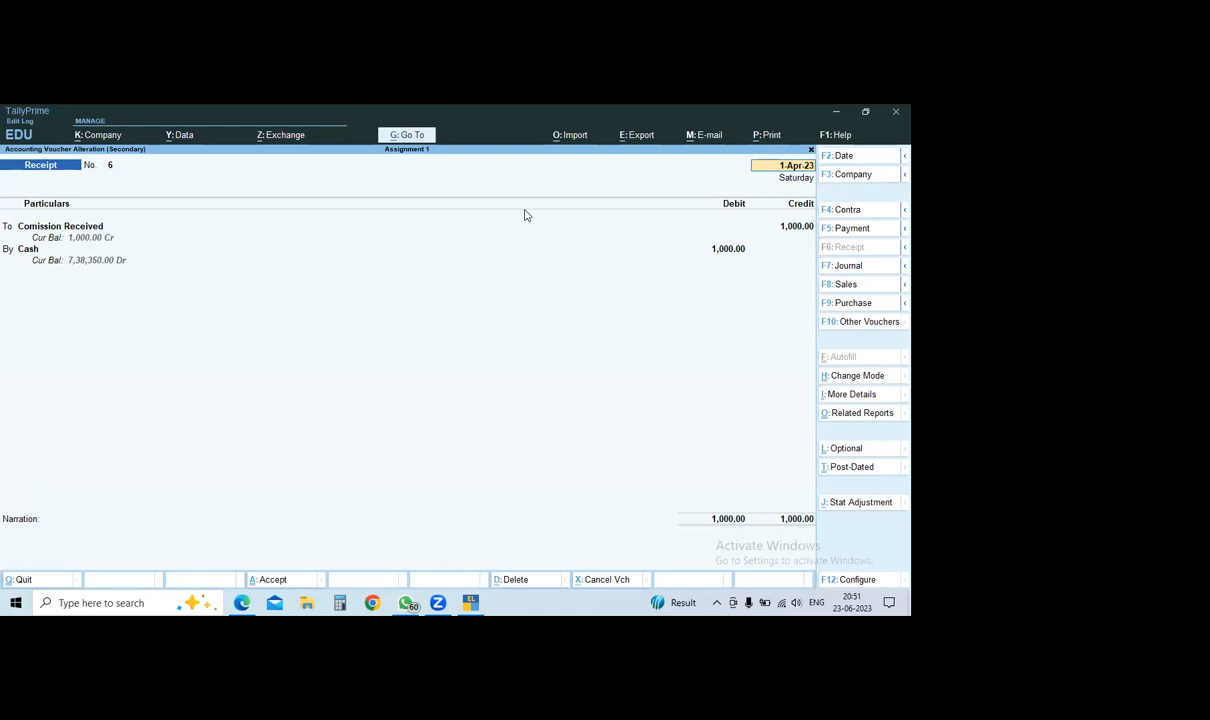 TallyPrime
Edit Log
MANAGE
EDU K: Company Y: Data Z: Exchange G: Go To O: Import E: Export M: E-mail P: Print F1: Help
Accounting Voucher Alteration (Secondary) Assignment 1
Receipt No. 6 1-Apr-23
Saturday
Particulars Debit Credit
To Comission Received 1,000.00
Cur Bal: 1,000.00 Cr
By Cash 1,000.00
Cur Bal: 7,38,350.00 Dr
Narration: 1,000.00 1,000.00
F2: Date
F3: Company
F4: Contra
F5: Payment
F6: Receipt
F7: Journal
F8: Sales
F9: Purchase
F10: Other Vouchers
F: Autofill
H: Change Mode
I: More Details
O: Related Reports
L: Optional
T: Post-Dated
J: Stat Adjustment
Activate Windows
Go to Settings to activate Windows.
Q: Quit A: Accept D: Delete X: Cancel Vch F12: Configure
Type here to search 60 EL Result ENG 20:51
23-06-2023